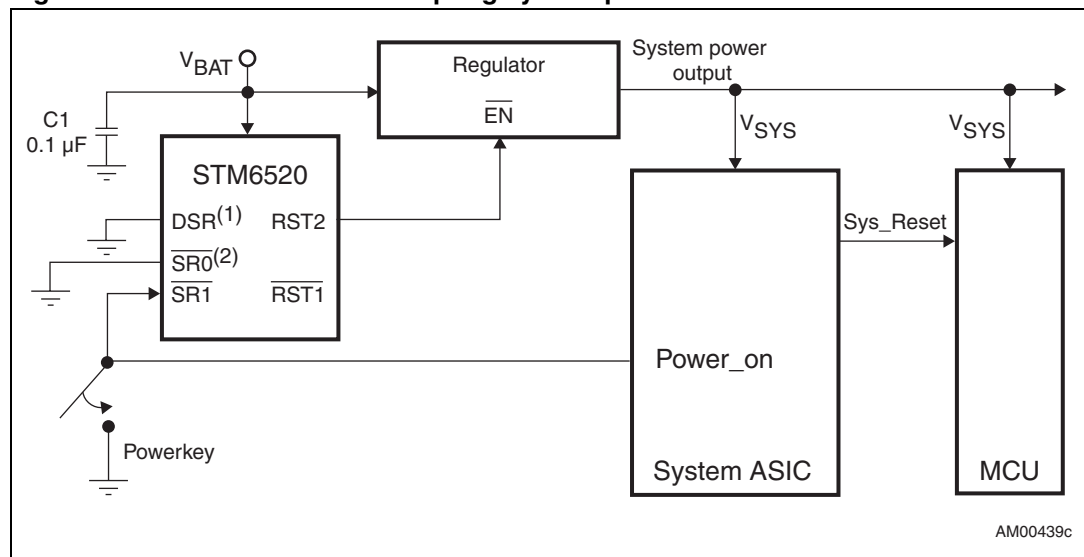 System power
output
Regulator
EN
VBAT
C1
0.1 µF
VSYS
VSYS
STM6520
DSR(1) RST2
SR0(2)
SR1 RST1
Sys_Reset
Power_on
Powerkey
System ASIC
MCU
AM00439c